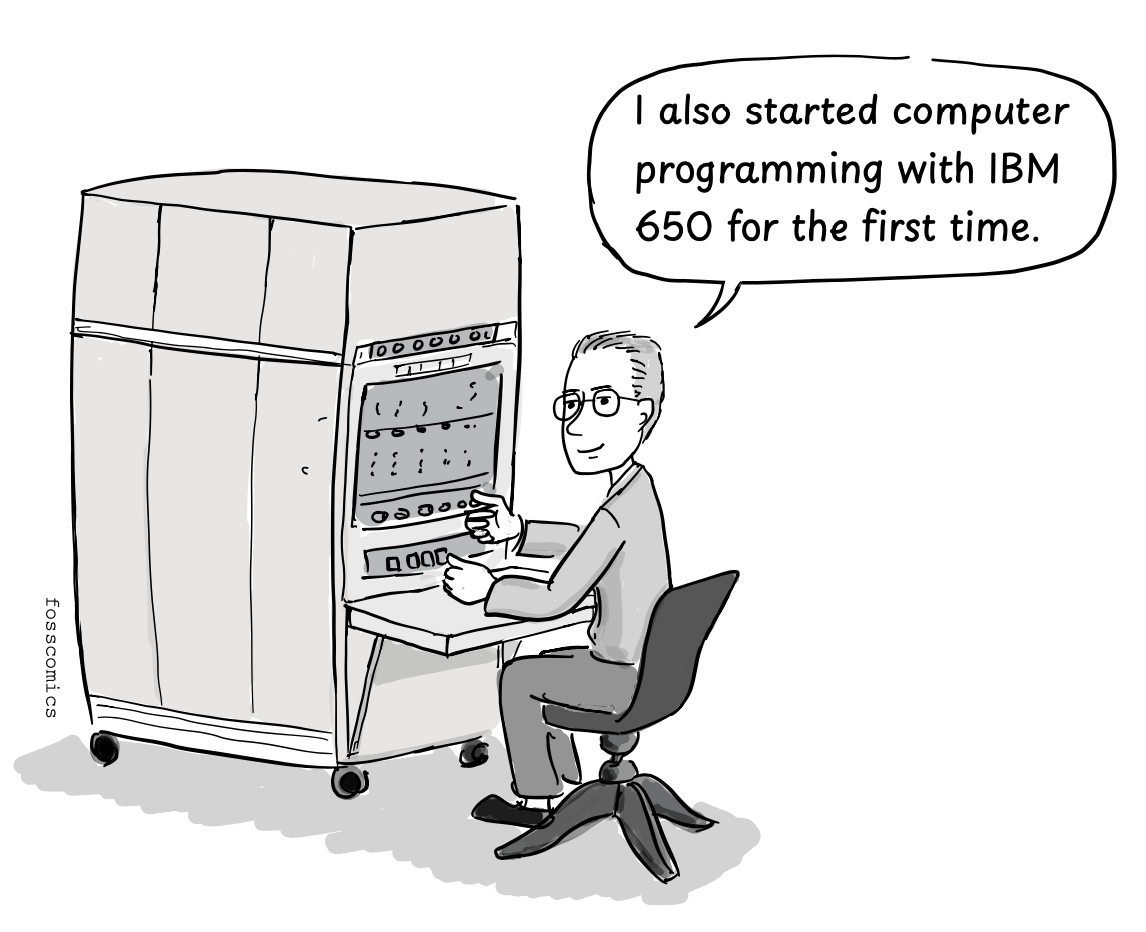 I also started computer
programming with IBM
650 for the first time.
fosscomics